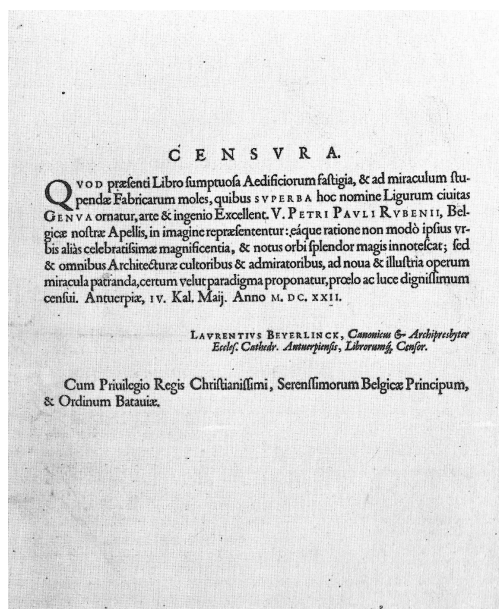 CENSVRA.
QVOD præsenti Libro sumptuosa Aedificiorum fastigia, & ad miraculum stu-
pendæ Fabricarum moles, quibus SVPERBA hoc nomine Ligurum ciuitas
GENVA ornatur, arte & ingenio Excellent. V. PETRI PAVLI RVBENII, Bel-
gicæ nostræ Apellis, in imagine repræsententur: eáque ratione non modò ipsius vr-
bis aliàs celebratissimæ magnificentia, & notus orbi splendor magis innotescat; sed
& omnibus Architecturæ cultoribus & admiratoribus, ad noua & illustria operum
miracula patranda, certum velut paradigma proponatur, prœlo ac luce dignissimum
censui. Antuerpiæ, IV. Kal. Maij. Anno M. DC. XXII.
LAVRENTIVS BEYERLINCK, Canonicus & Archipresbyter
Eccles. Cathedr. Antuerpiensis, Librorumq́, Censor.
Cum Priuilegio Regis Christianissimi, Serenissimorum Belgicæ Principum,
& Ordinum Batauiæ.